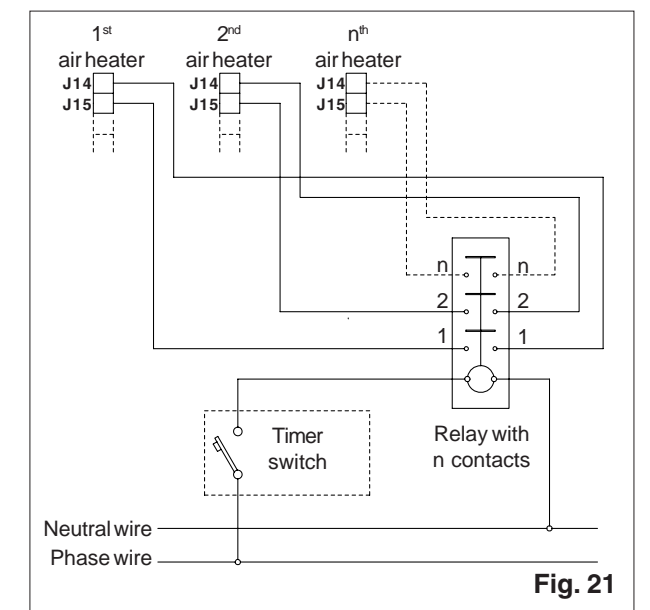 1st 2nd nth
air heater air heater air heater
J14 J14 J14
J15 J15 J15
n n
2 2
1 1
Timer
switch
Relay with
n contacts
Neutral wire
Phase wire
Fig. 21